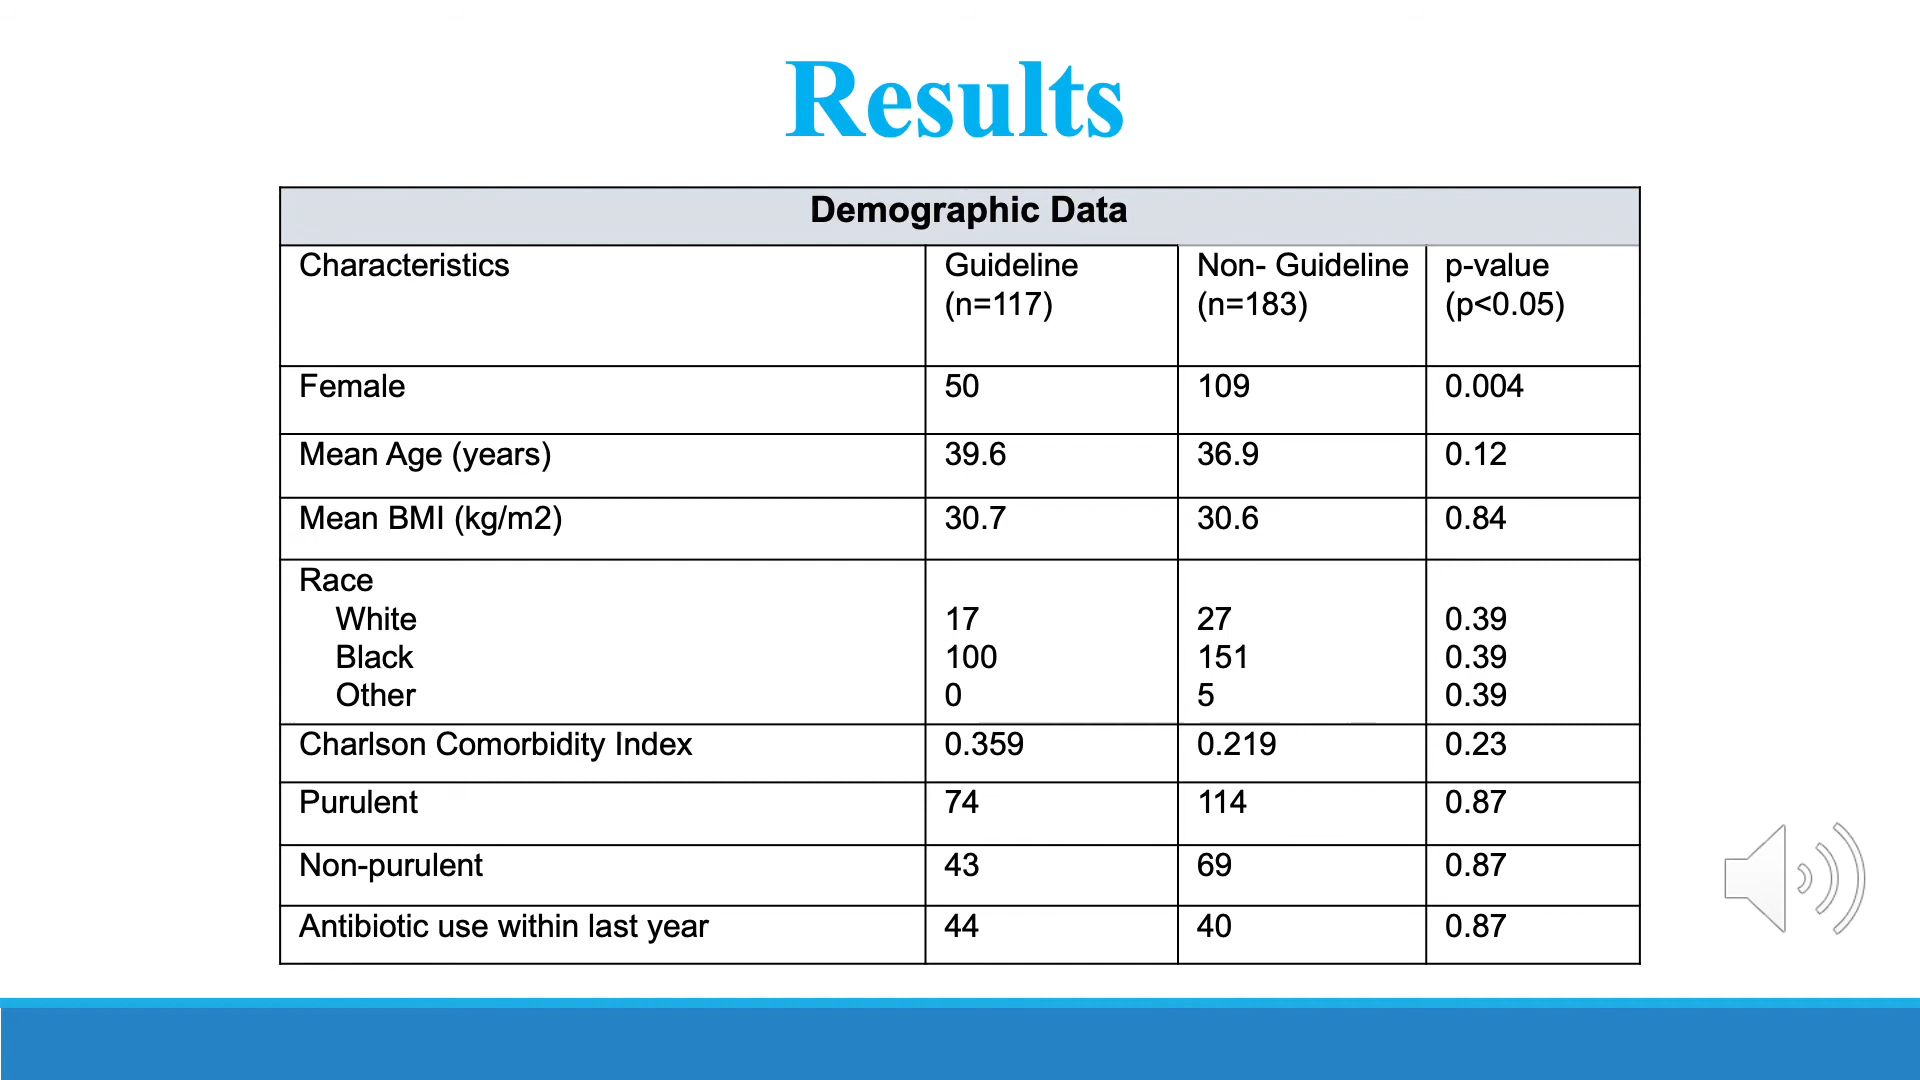 Results
Demographic Data
Characteristics
Guideline
(n=117)
Non- Guideline
(n=183)
p-value
(p<0.05)
Female 50 109 0.004
Mean Age (years) 39.6 36.9 0.12
Mean BMI (kg/m2) 30.7 30.6 0.84
Race
White 17 27 0.39
Black 100 151 0.39
Other 0 5 0.39
Charlson Comorbidity Index 0.359 0.219 0.23
Purulent 74 114 0.87
Non-purulent 43 69 0.87
Antibiotic use within last year 44 40 0.87